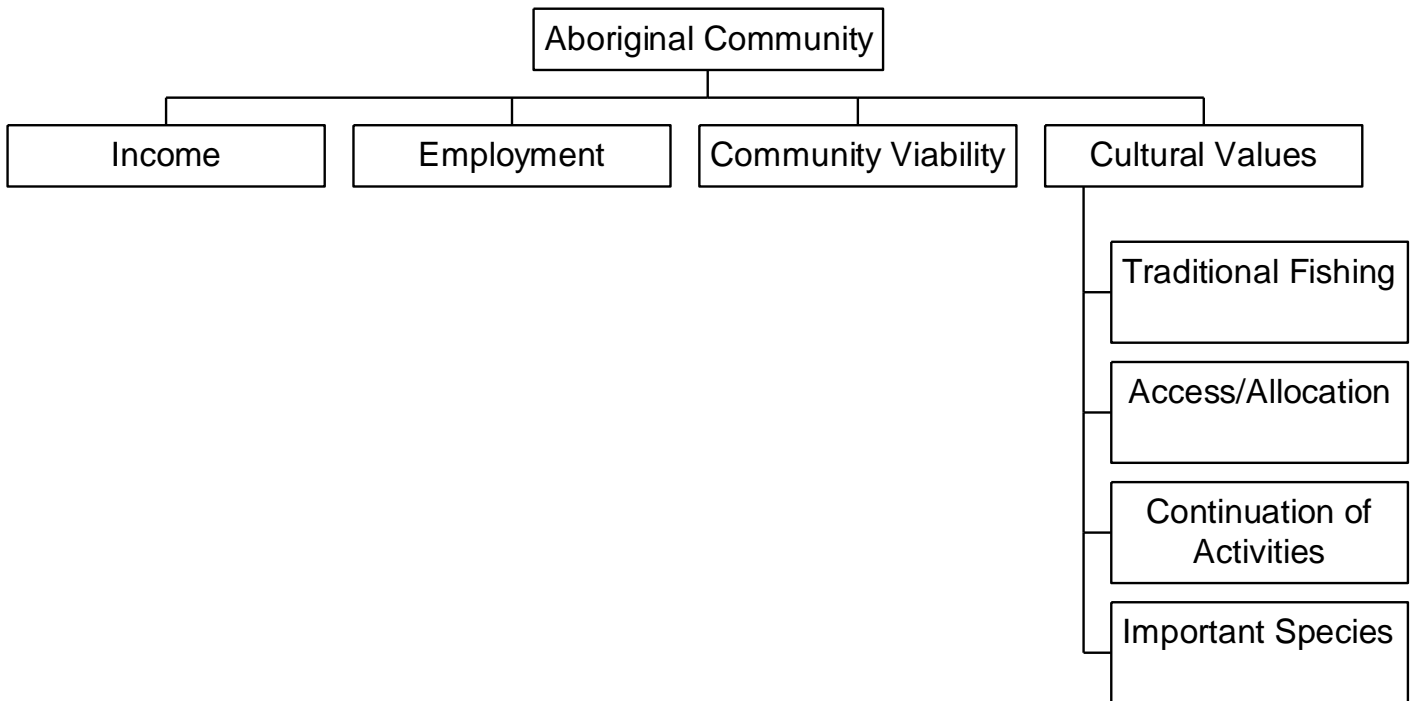 Aboriginal Community
Income
Employment
Community Viability
Cultural Values
Traditional Fishing
Access/Allocation
Continuation of
Activities
Important Species